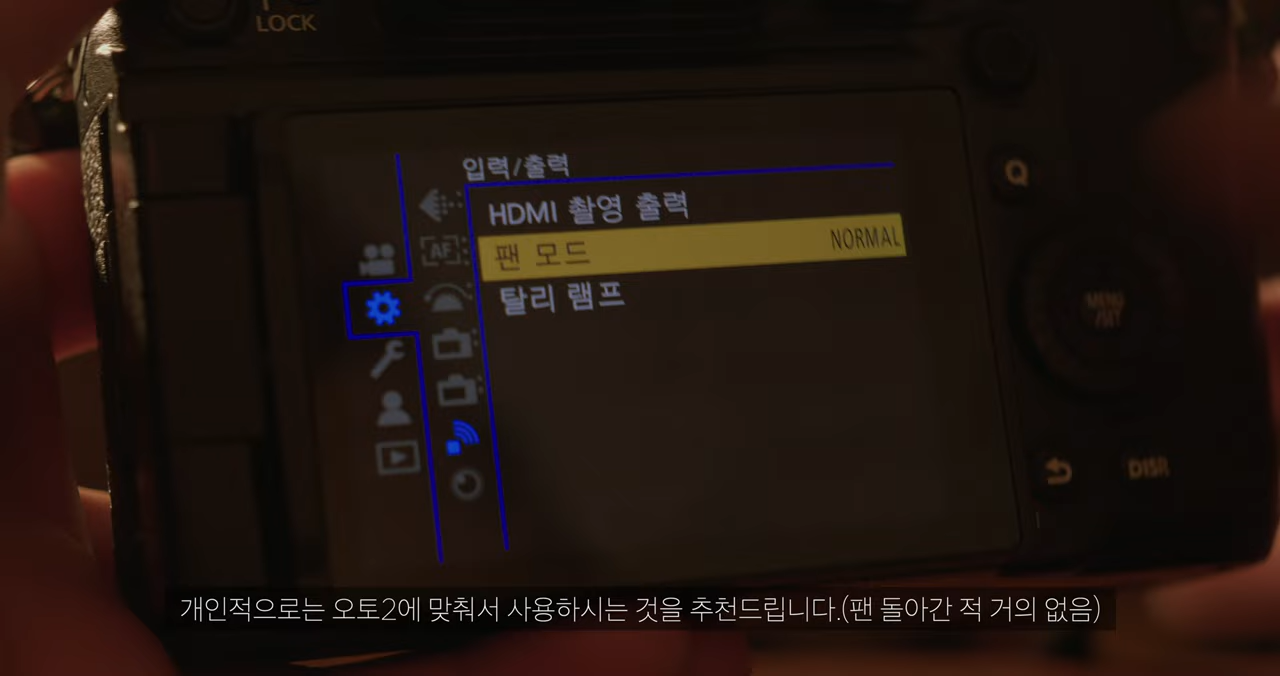 LOCK
입력/출력
Q
HDMI 촬영 출력
AF
팬 모드 NORMAL
탈리 램프
MENU
/OK
개인적으로는 오토2에 맞춰서 사용하시는 것을 추천드립니다.(팬 돌아간 적 거의 없음)